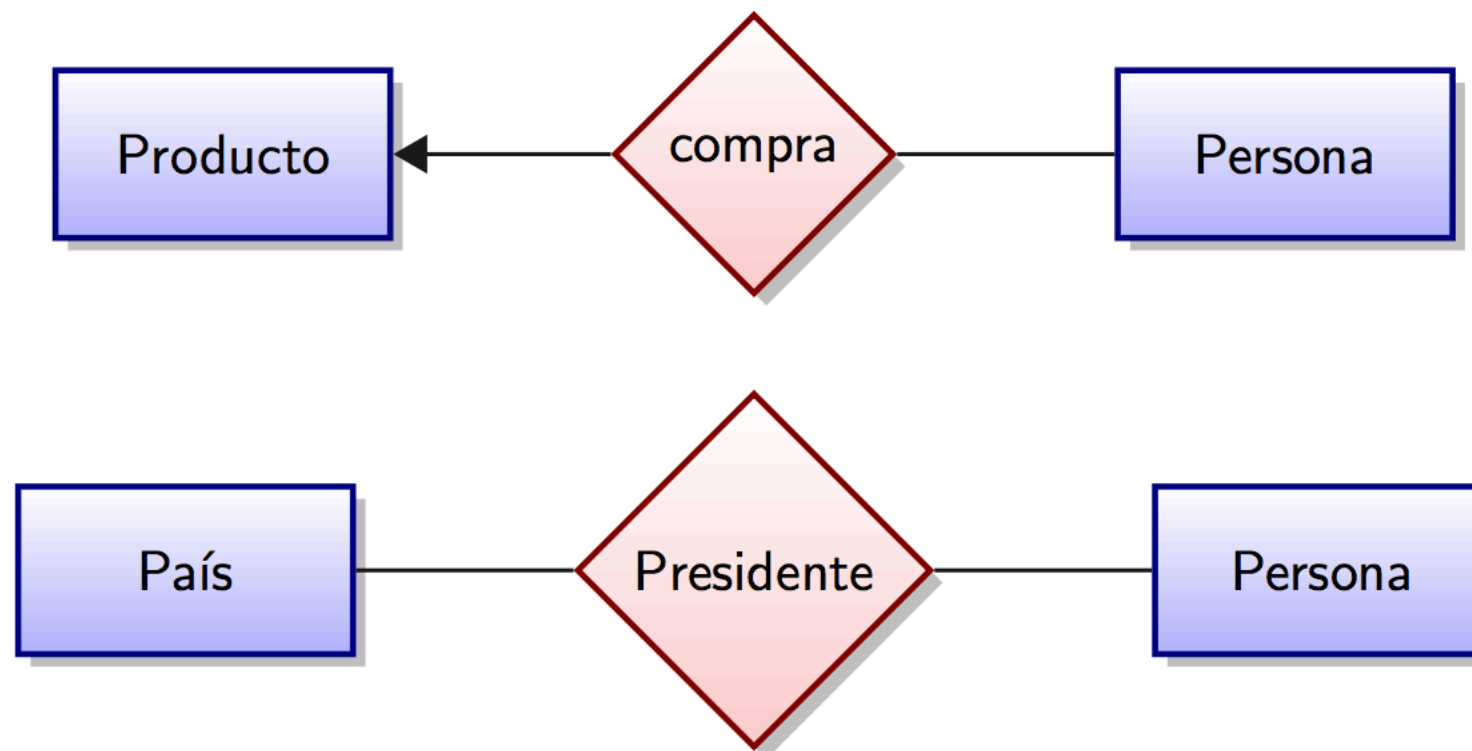 Producto
compra
Persona
País
Presidente
Persona